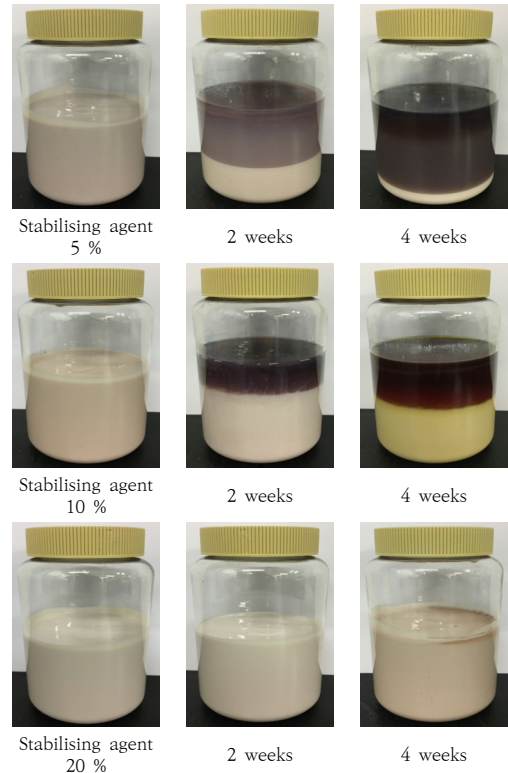 Stabilising agent
5 %
2 weeks
4 weeks
Stabilising agent
10 %
2 weeks
4 weeks
Stabilising agent
20 %
2 weeks
4 weeks